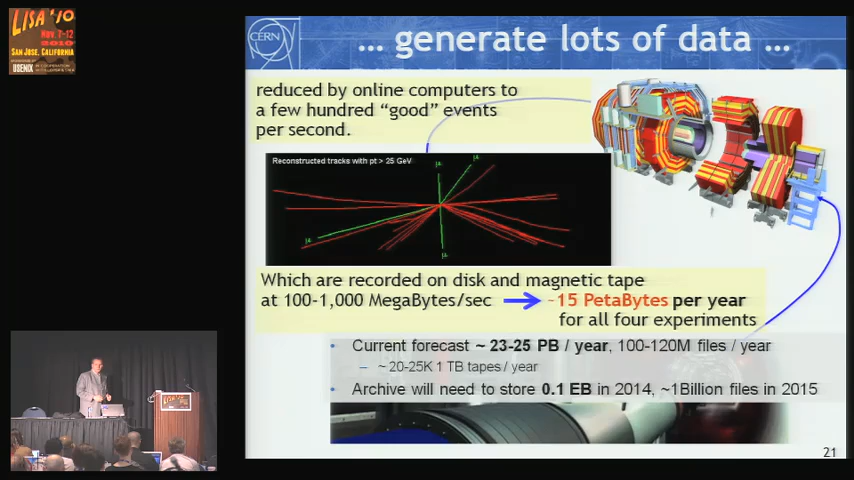 LISA '10
Nov. 7-12
2010
San Jose, California
USENIX
CERN
... generate lots of data ...
reduced by online computers to
a few hundred “good” events
per second.
Reconstructed tracks with pt > 25 GeV
μ
μ
μ
μ
Which are recorded on disk and magnetic tape
at 100-1,000 MegaBytes/sec
~15 PetaBytes per year
for all four experiments
• Current forecast ~ 23-25 PB / year, 100-120M files / year
– ~ 20-25K 1 TB tapes / year
• Archive will need to store 0.1 EB in 2014, ~1Billion files in 2015
21
LISA'10